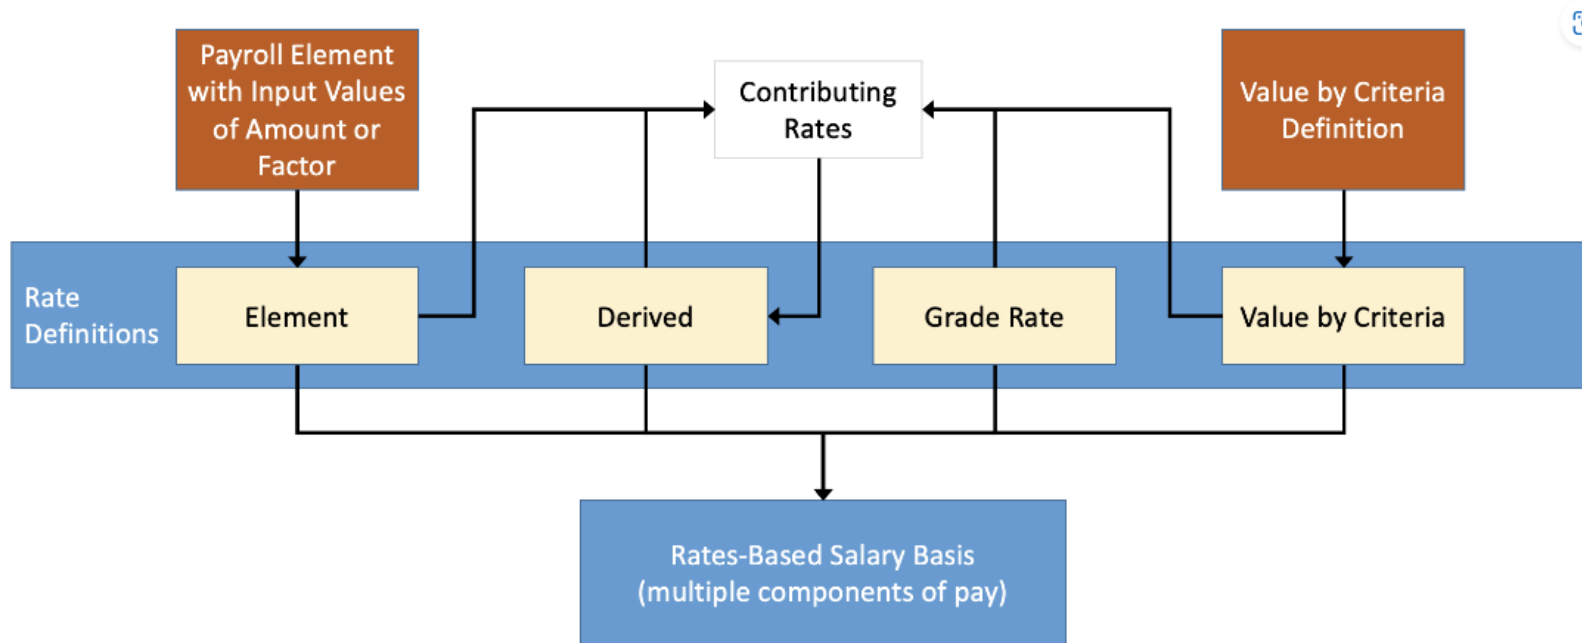 Payroll Element
with Input Values
of Amount or
Factor
Contributing
Rates
Value by Criteria
Definition
Rate
Definitions
Element
Derived
Grade Rate
Value by Criteria
Rates-Based Salary Basis
(multiple components of pay)